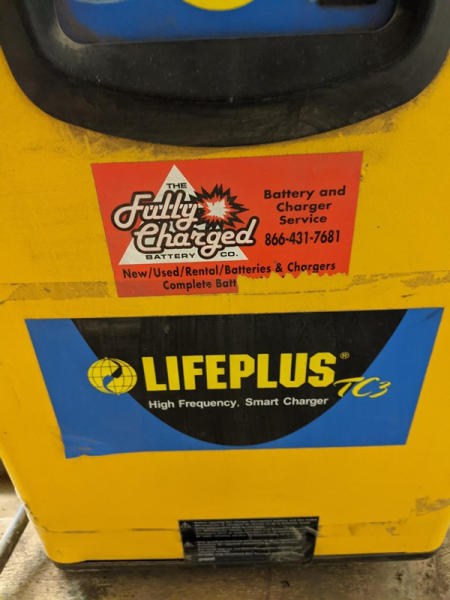 THE
Fully
Charged
BATTERY CO.
Battery and
Charger
Service
866-431-7681
New/Used/Rental/Batteries & Chargers
Complete Batt
LIFEPLUS® TC3
High Frequency, Smart Charger